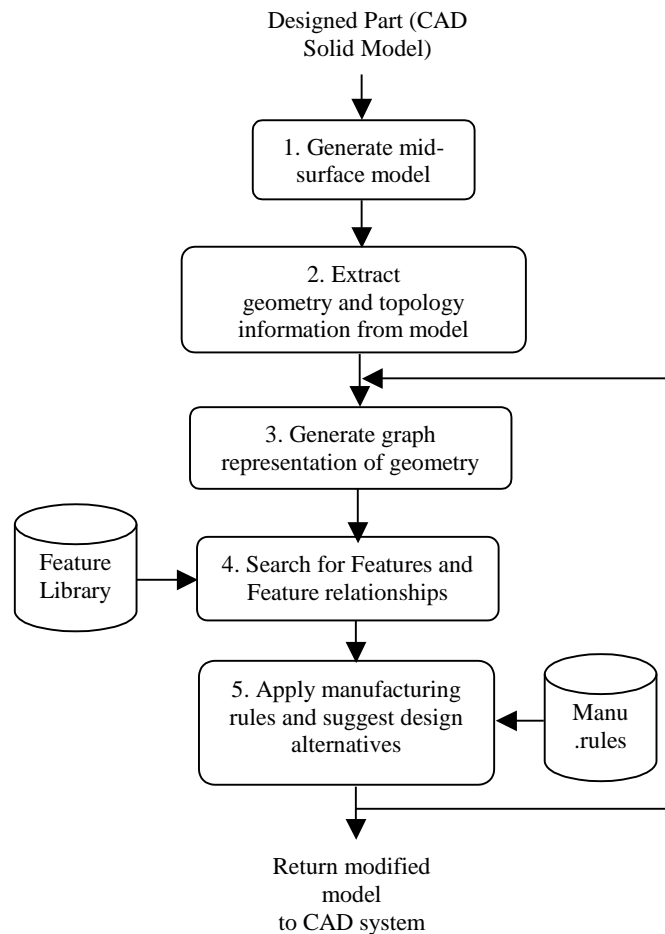 Designed Part (CAD
Solid Model)
1. Generate mid-
surface model
2. Extract
geometry and topology
information from model
3. Generate graph
representation of geometry
Feature
Library
4. Search for Features and
Feature relationships
5. Apply manufacturing
rules and suggest design
alternatives
Manu
.rules
Return modified
model
to CAD system